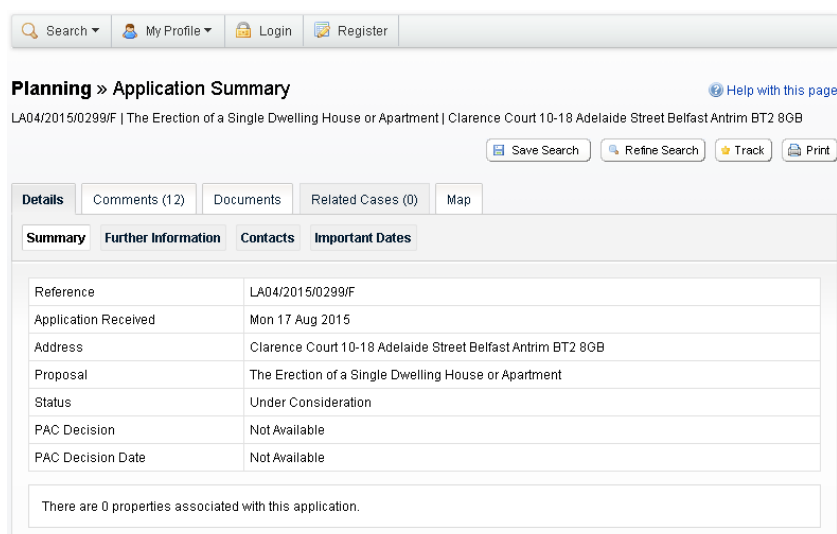 Search My Profile Login Register
Planning » Application Summary Help with this page
LA04/2015/0299/F | The Erection of a Single Dwelling House or Apartment | Clarence Court 10-18 Adelaide Street Belfast Antrim BT2 8GB
Save Search Refine Search Track Print
Details Comments (12) Documents Related Cases (0) Map
Summary Further Information Contacts Important Dates
Reference LA04/2015/0299/F
Application Received Mon 17 Aug 2015
Address Clarence Court 10-18 Adelaide Street Belfast Antrim BT2 8GB
Proposal The Erection of a Single Dwelling House or Apartment
Status Under Consideration
PAC Decision Not Available
PAC Decision Date Not Available
There are 0 properties associated with this application.